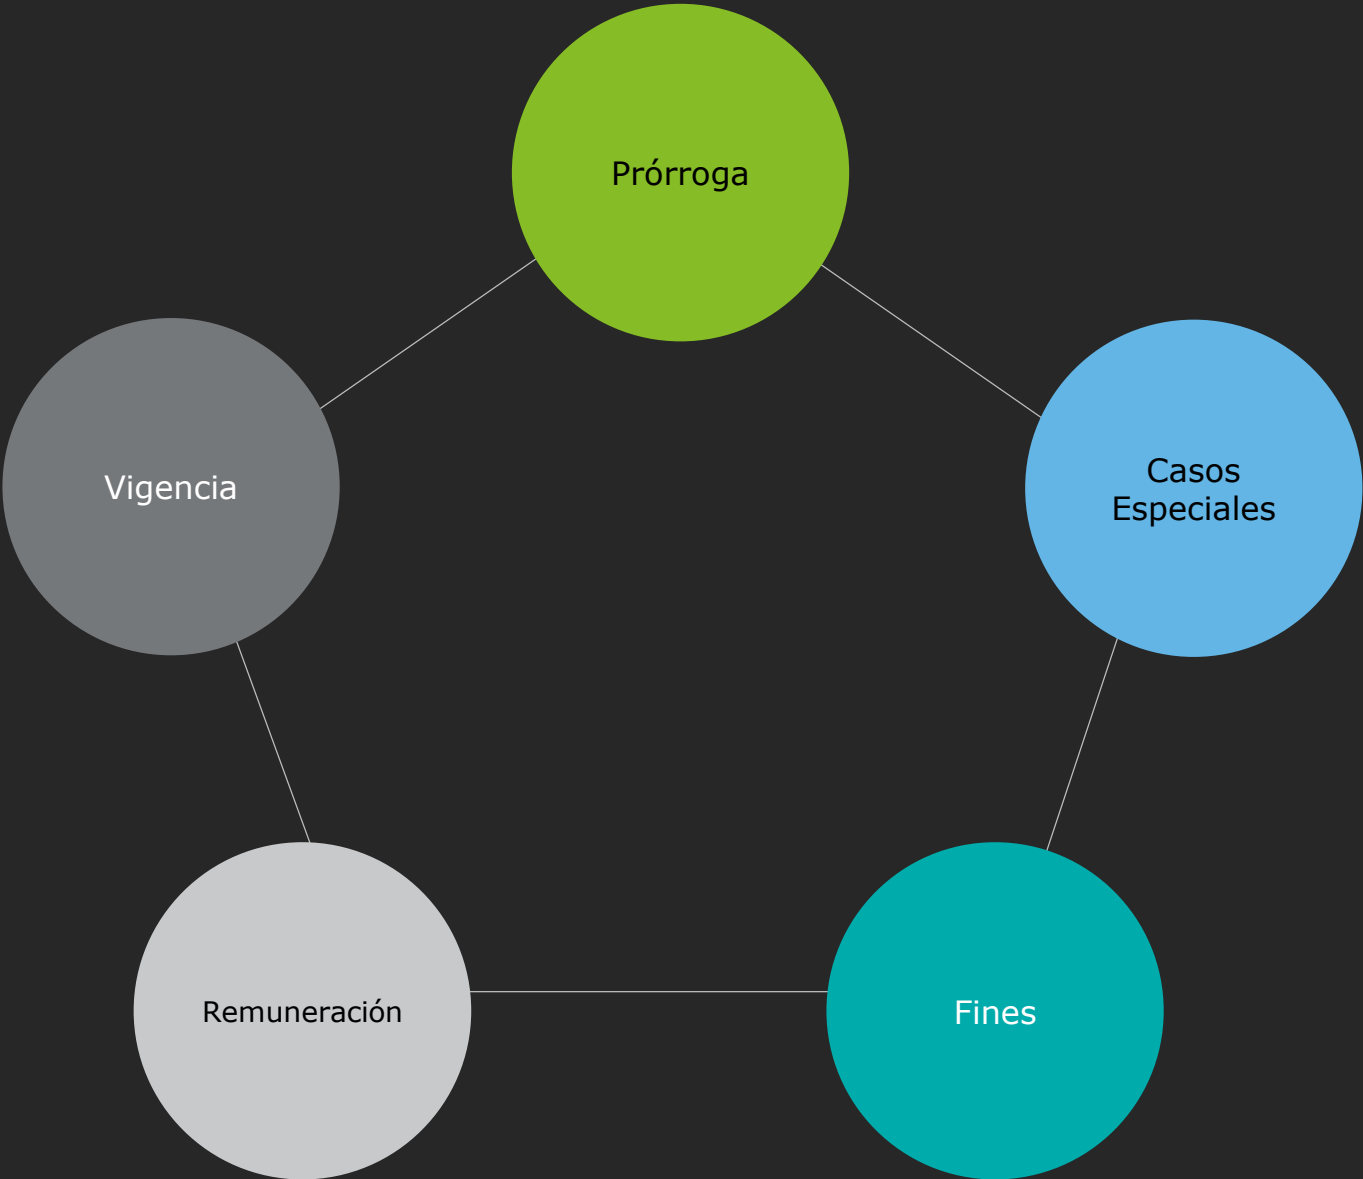 Prórroga
Vigencia
Casos
Especiales
Remuneración
Fines